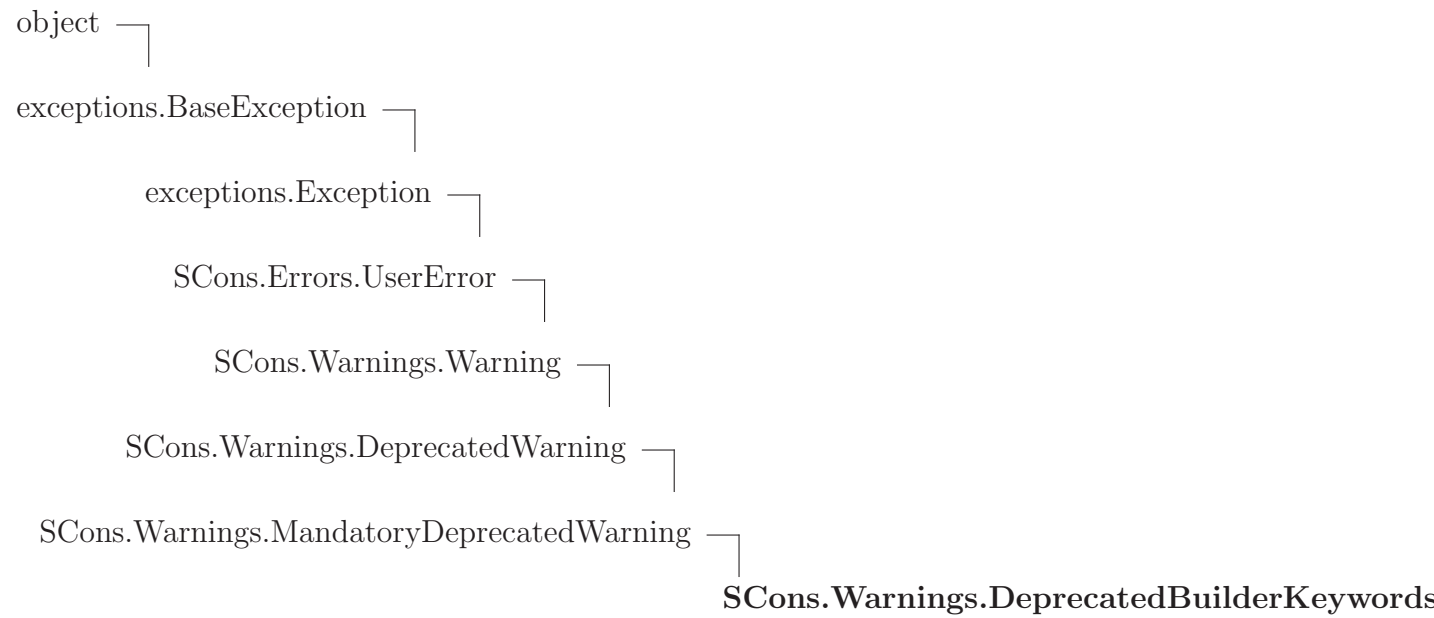 object
exceptions.BaseException
exceptions.Exception
SCons.Errors.UserError
SCons.Warnings.Warning
SCons.Warnings.DeprecatedWarning
SCons.Warnings.MandatoryDeprecatedWarning
SCons.Warnings.DeprecatedBuilderKeywords